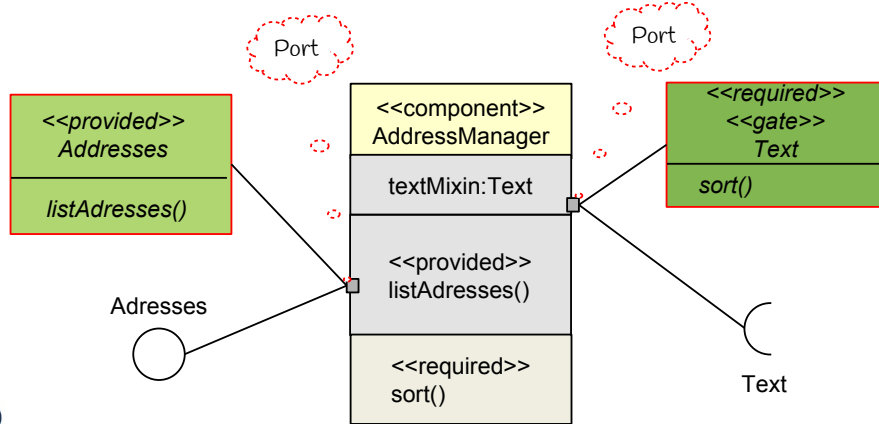 Port
Port
<<provided>>
Addresses
listAdresses()
<<component>>
AddressManager
textMixin:Text
<<provided>>
listAdresses()
<<required>>
sort()
<<required>>
<<gate>>
Text
sort()
Adresses
Text